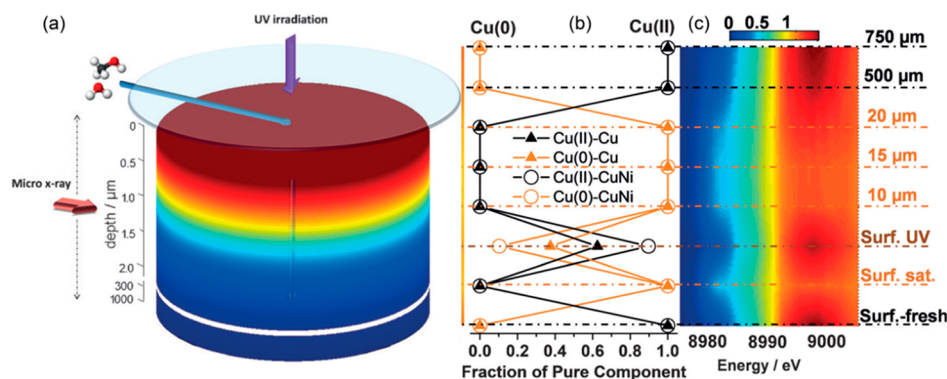 (a)
UV irradiation
Micro x-ray
depth / µm
0
0.5
1.0
1.5
2.0
300
1000
(b)
Cu(0)
Cu(II)
Cu(II)-Cu
Cu(0)-Cu
Cu(II)-CuNi
Cu(0)-CuNi
0.0 0.2 0.4 0.6 0.8 1.0
Fraction of Pure Component
(c)
0 0.5 1
750 µm
500 µm
20 µm
15 µm
10 µm
Surf. UV
Surf. sat.
Surf.-fresh
8980 8990 9000
Energy / eV